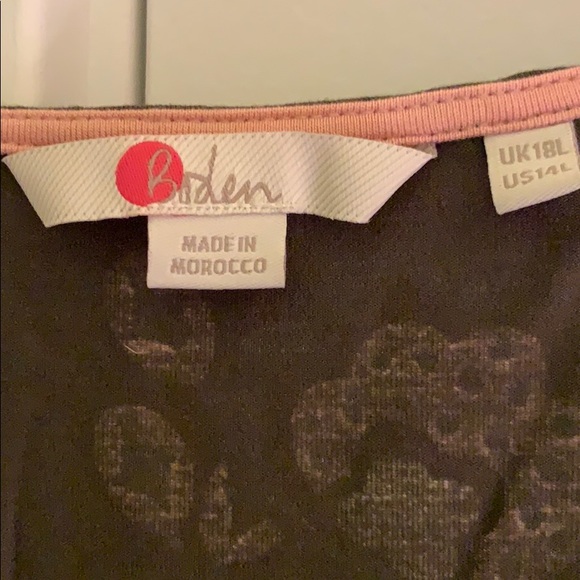 Boden
MADE IN
MOROCCO
UK18L
US14L